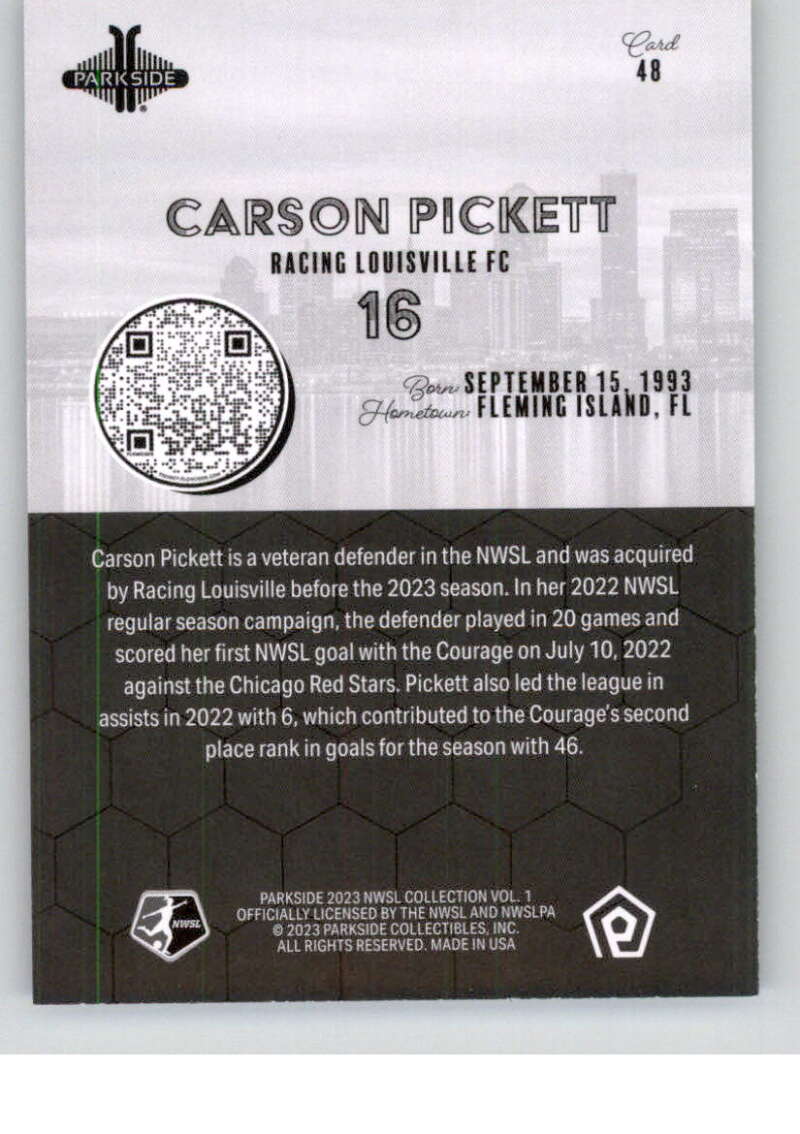 PARKSIDE
Card
48
CARSON PICKETT
RACING LOUISVILLE FC
16
Born: SEPTEMBER 15, 1993
Hometown: FLEMING ISLAND, FL
Carson Pickett is a veteran defender in the NWSL and was acquired
by Racing Louisville before the 2023 season. In her 2022 NWSL
regular season campaign, the defender played in 20 games and
scored her first NWSL goal with the Courage on July 10, 2022
against the Chicago Red Stars. Pickett also led the league in
assists in 2022 with 6, which contributed to the Courage's second
place rank in goals for the season with 46.
NWSL
PARKSIDE 2023 NWSL COLLECTION VOL. 1
OFFICIALLY LICENSED BY THE NWSL AND NWSLPA
© 2023 PARKSIDE COLLECTIBLES, INC.
ALL RIGHTS RESERVED. MADE IN USA